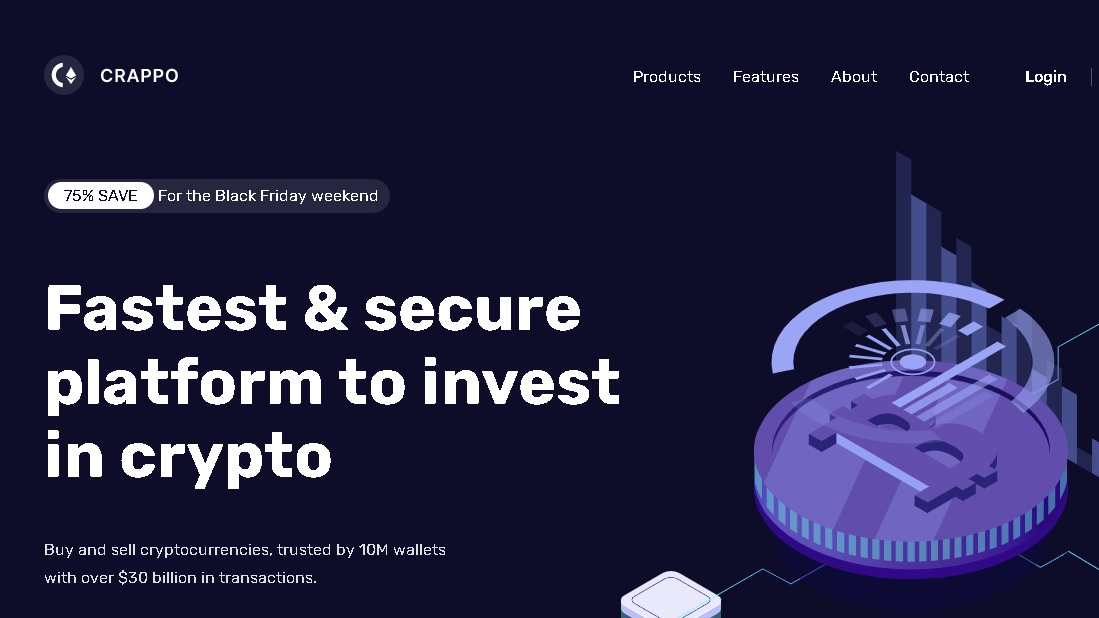 CRAPPO
Products Features About Contact Login
75% SAVE For the Black Friday weekend
Fastest & secure
platform to invest
in crypto
Buy and sell cryptocurrencies, trusted by 10M wallets
with over $30 billion in transactions.